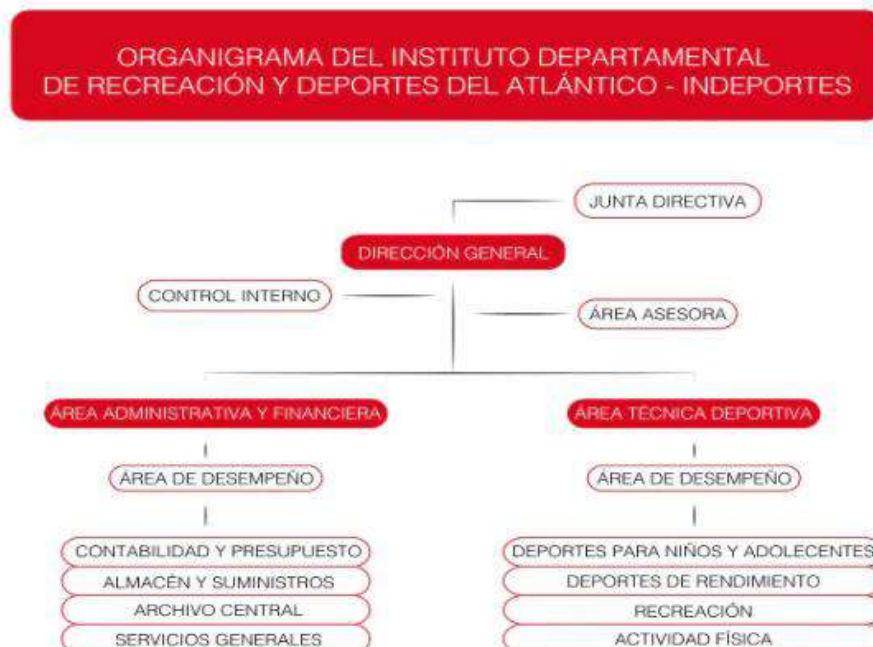 ORGANIGRAMA DEL INSTITUTO DEPARTAMENTAL
DE RECREACIÓN Y DEPORTES DEL ATLÁNTICO - INDEPORTES
JUNTA DIRECTIVA
DIRECCIÓN GENERAL
CONTROL INTERNO
ÁREA ASESORA
ÁREA ADMINISTRATIVA Y FINANCIERA
ÁREA TÉCNICA DEPORTIVA
ÁREA DE DESEMPEÑO
ÁREA DE DESEMPEÑO
CONTABILIDAD Y PRESUPUESTO
ALMACÉN Y SUMINISTROS
ARCHIVO CENTRAL
SERVICIOS GENERALES
DEPORTES PARA NIÑOS Y ADOLECENTES
DEPORTES DE RENDIMIENTO
RECREACIÓN
ACTIVIDAD FÍSICA